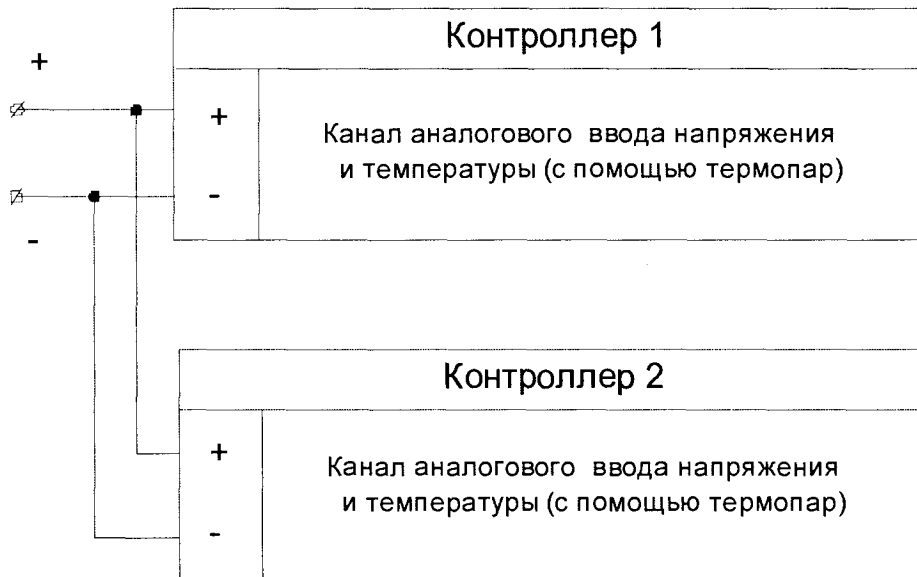 Контроллер 1
+
+
Канал аналогового ввода напряжения
и температуры (с помощью термопар)
-
-
Контроллер 2
+
Канал аналогового ввода напряжения
и температуры (с помощью термопар)
-